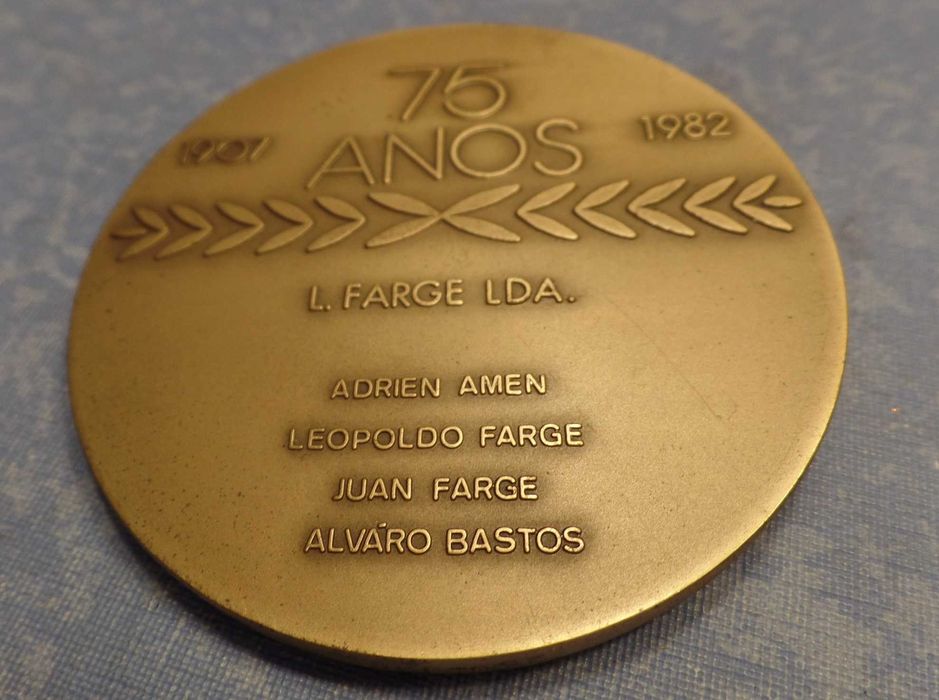 75
1907 ANOS 1982
L. FARGE LDA.
ADRIEN AMEN
LEOPOLDO FARGE
JUAN FARGE
ALVÁRO BASTOS